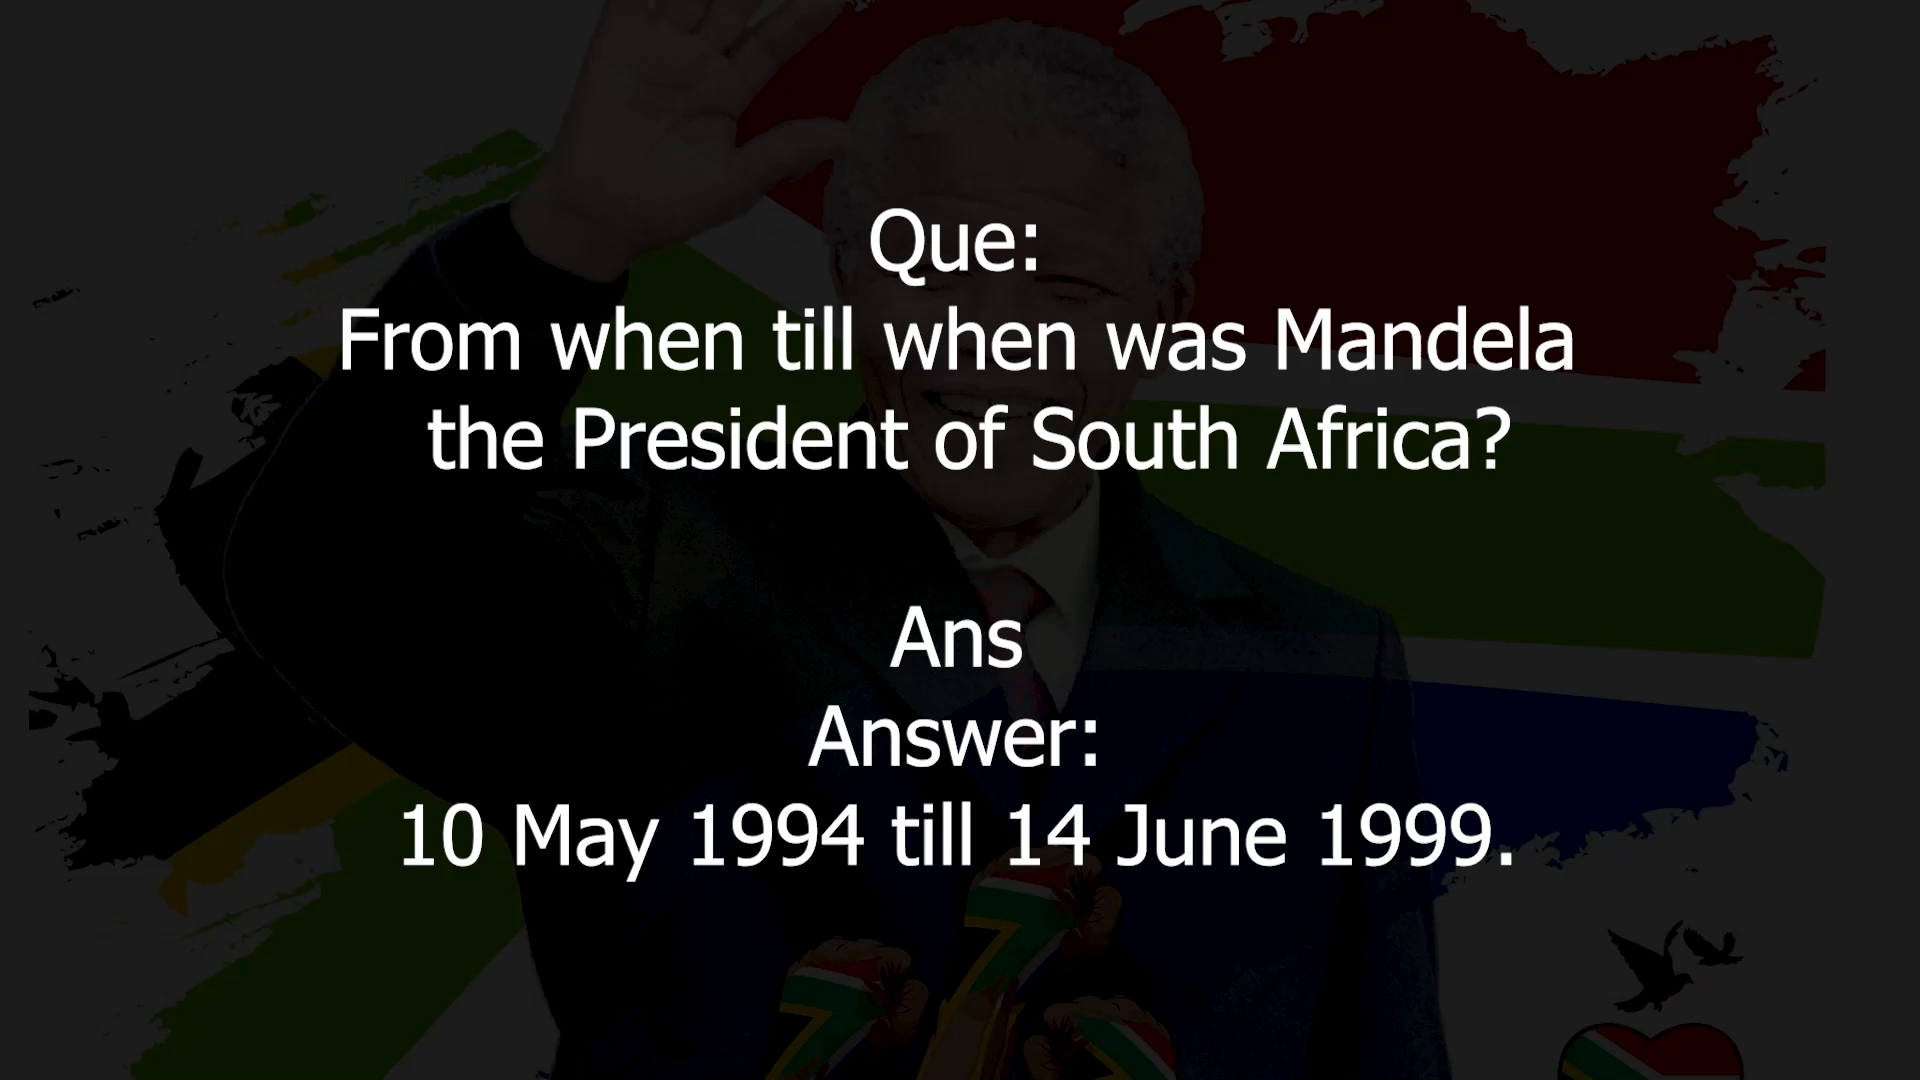 Que:
From when till when was Mandela
the President of South Africa?
Ans
Answer:
10 May 1994 till 14 June 1999.